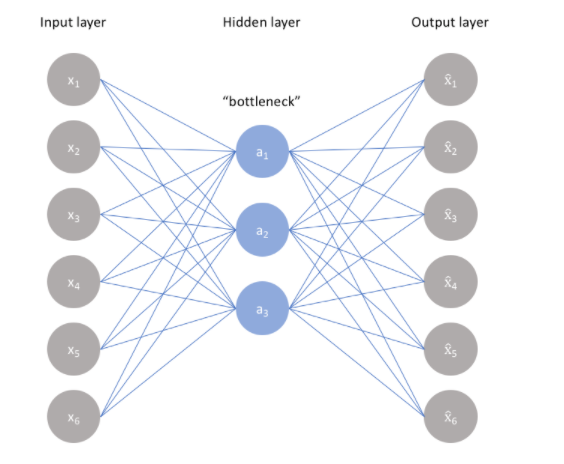 Input layer
Hidden layer
Output layer
“bottleneck”
x₁
x₂
x₃
x₄
x₅
x₆
a₁
a₂
a₃
x̂₁
x̂₂
x̂₃
x̂₄
x̂₅
x̂₆